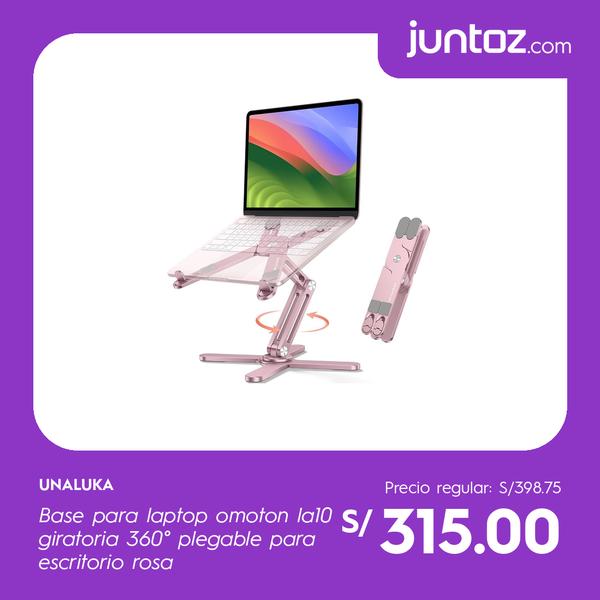 juntoz.com
UNALUKA
Base para laptop omoton la10
giratoria 360° plegable para
escritorio rosa
Precio regular: S/398.75
S/ 315.00